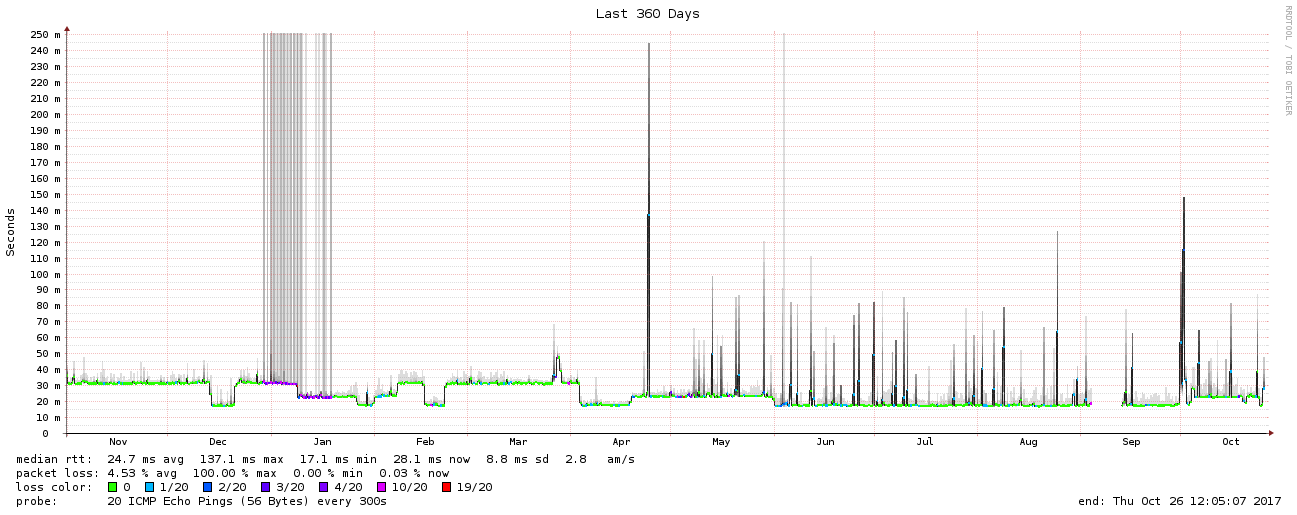 Last 360 Days
RRDTOOL / TOBI OETIKER
Seconds
250 m
240 m
230 m
220 m
210 m
200 m
190 m
180 m
170 m
160 m
150 m
140 m
130 m
120 m
110 m
100 m
90 m
80 m
70 m
60 m
50 m
40 m
30 m
20 m
10 m
0
Nov Dec Jan Feb Mar Apr May Jun Jul Aug Sep Oct
median rtt: 24.7 ms avg 137.1 ms max 17.1 ms min 28.1 ms now 8.8 ms sd 2.8 am/s
packet loss: 4.53 % avg 100.00 % max 0.00 % min 0.03 % now
loss color: 0 1/20 2/20 3/20 4/20 10/20 19/20
probe: 20 ICMP Echo Pings (56 Bytes) every 300s end: Thu Oct 26 12:05:07 2017